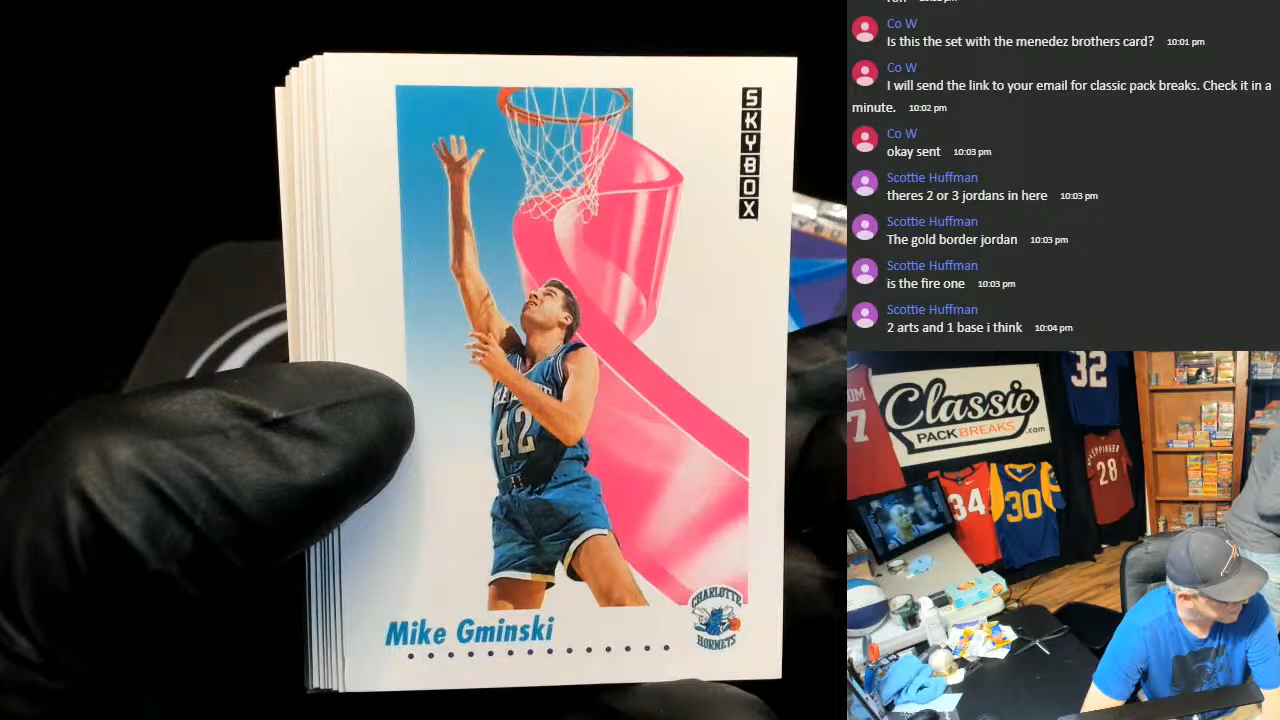 SKYBOX
42
Mike Gminski
CHARLOTTE
HORNETS
Co W
Is this the set with the menedez brothers card? 10:01 pm
Co W
I will send the link to your email for classic pack breaks. Check it in a
minute. 10:02 pm
Co W
okay sent 10:03 pm
Scottie Huffman
theres 2 or 3 jordans in here 10:03 pm
Scottie Huffman
The gold border jordan 10:03 pm
Scottie Huffman
is the fire one 10:03 pm
Scottie Huffman
2 arts and 1 base i think 10:04 pm
32
7
Classic
PACK BREAKS.com
28
34
30